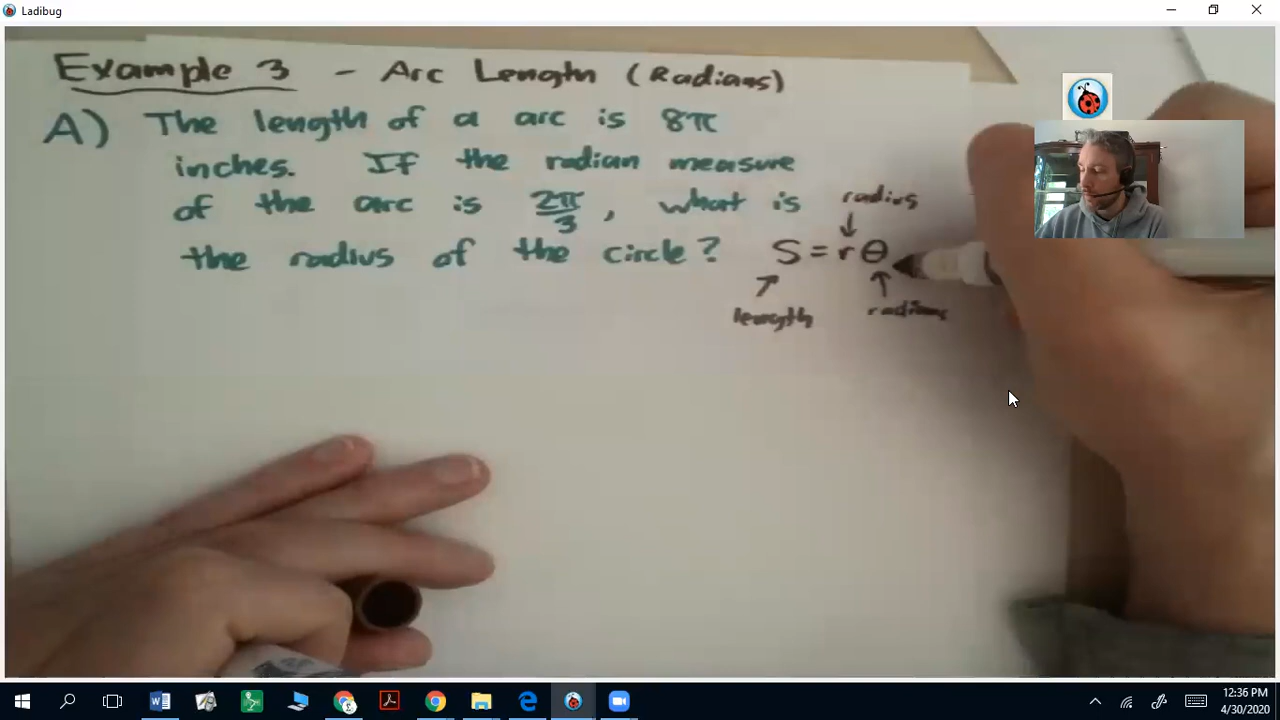 Ladibug
Example 3 - Arc Length (Radians)
A) The length of a arc is 8π
inches. If the radian measure
of the arc is 2π/3, what is
the radius of the circle?
radius
S = rθ
length
radians
12:36 PM
4/30/2020